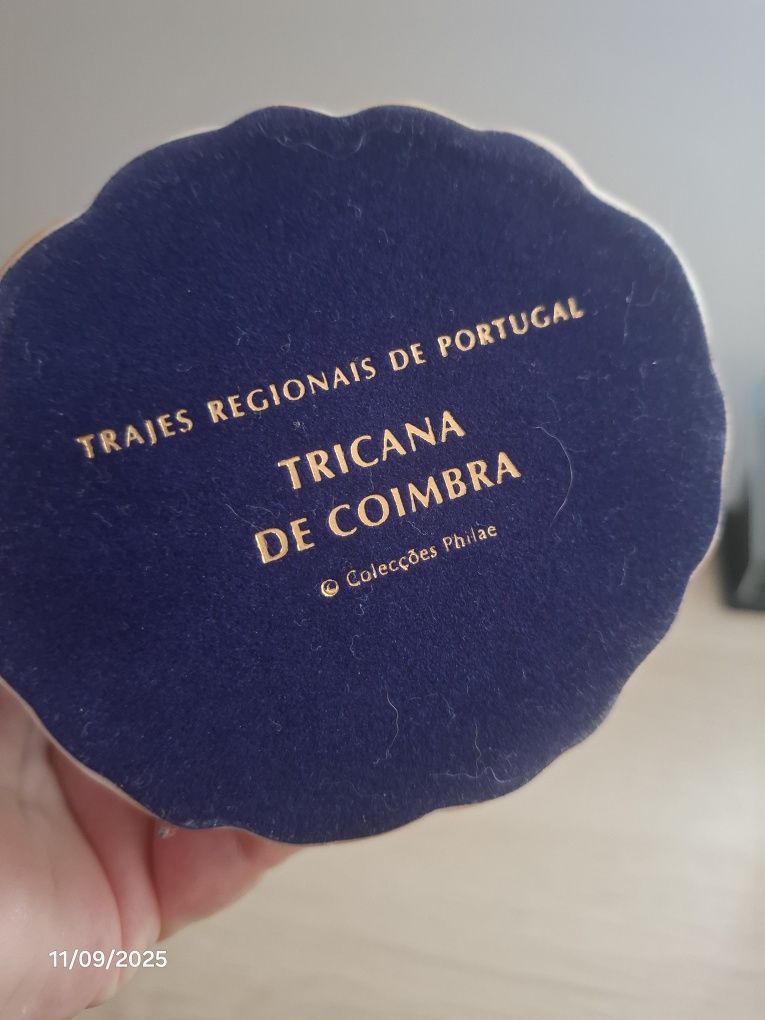 TRAJES REGIONAIS DE PORTUGAL
TRICANA
DE COIMBRA
© Colecções Philae
11/09/2025